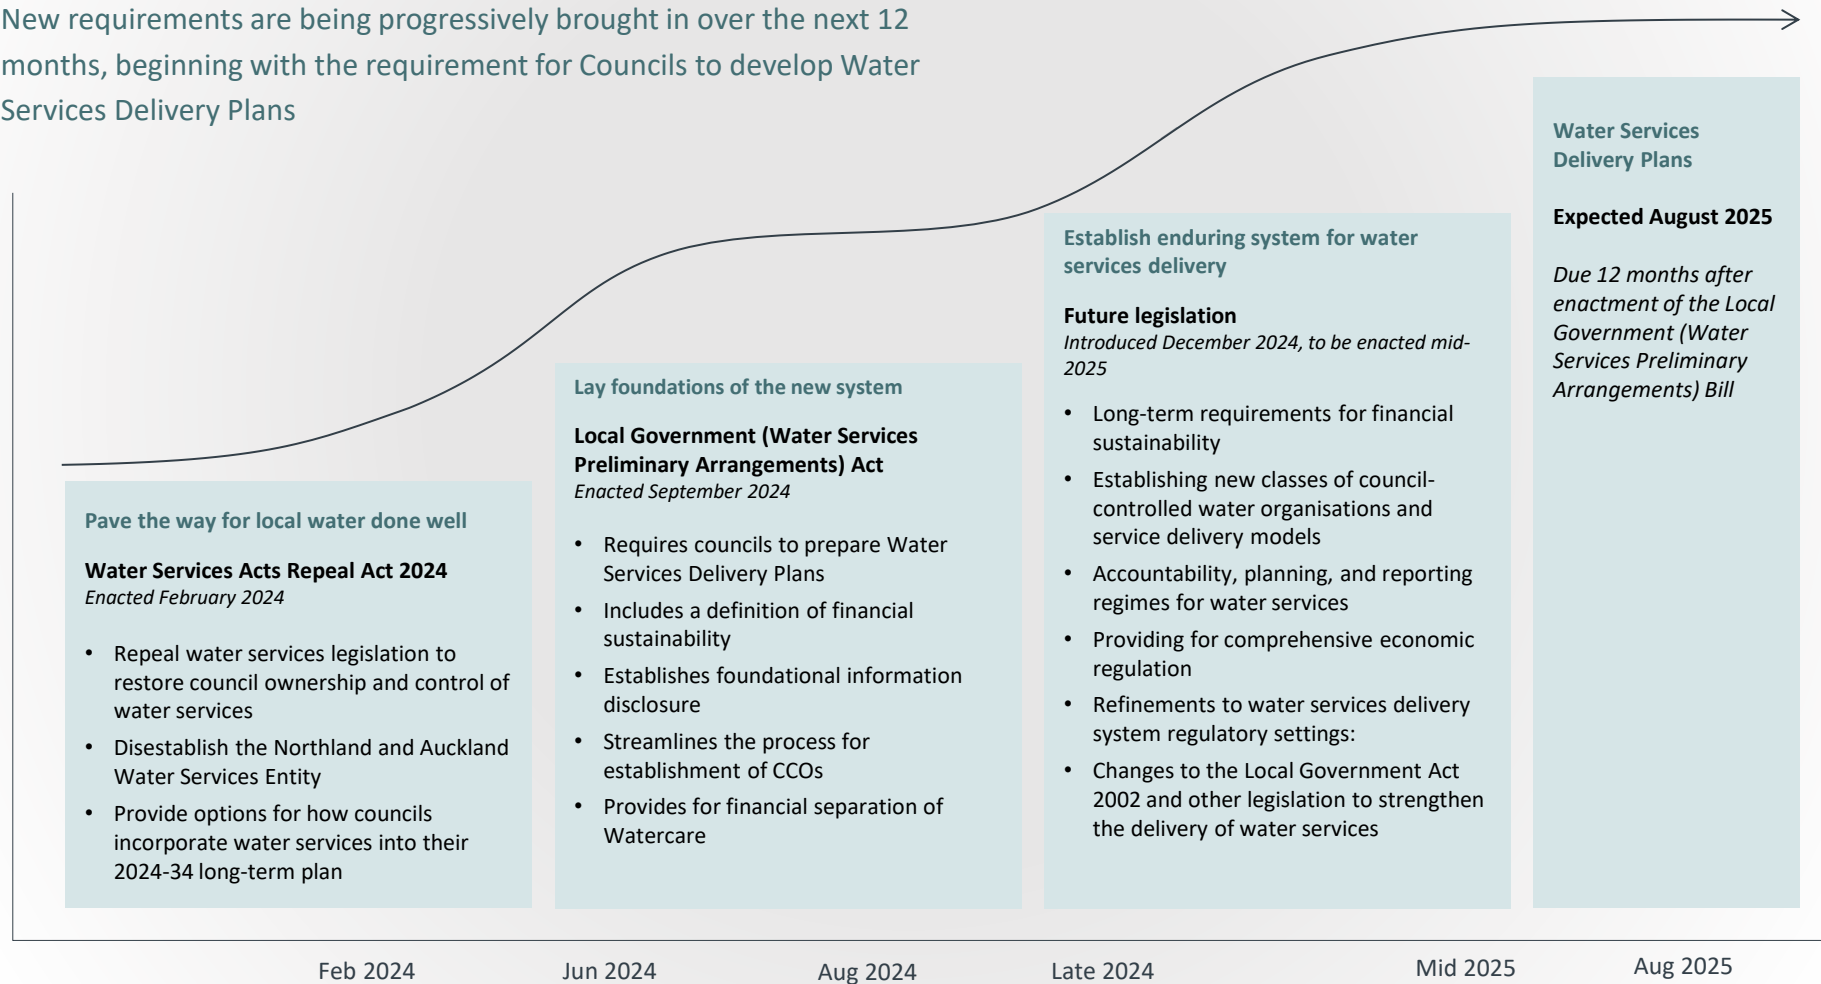 New requirements are being progressively brought in over the next 12
months, beginning with the requirement for Councils to develop Water
Services Delivery Plans
Pave the way for local water done well
Water Services Acts Repeal Act 2024
Enacted February 2024
• Repeal water services legislation to
restore council ownership and control of
water services
• Disestablish the Northland and Auckland
Water Services Entity
• Provide options for how councils
incorporate water services into their
2024-34 long-term plan
Lay foundations of the new system
Local Government (Water Services
Preliminary Arrangements) Act
Enacted September 2024
• Requires councils to prepare Water
Services Delivery Plans
• Includes a definition of financial
sustainability
• Establishes foundational information
disclosure
• Streamlines the process for
establishment of CCOs
• Provides for financial separation of
Watercare
Establish enduring system for water
services delivery
Future legislation
Introduced December 2024, to be enacted mid-
2025
• Long-term requirements for financial
sustainability
• Establishing new classes of council-
controlled water organisations and
service delivery models
• Accountability, planning, and reporting
regimes for water services
• Providing for comprehensive economic
regulation
• Refinements to water services delivery
system regulatory settings:
• Changes to the Local Government Act
2002 and other legislation to strengthen
the delivery of water services
Water Services
Delivery Plans
Expected August 2025
Due 12 months after
enactment of the Local
Government (Water
Services Preliminary
Arrangements) Bill
Feb 2024
Jun 2024
Aug 2024
Late 2024
Mid 2025
Aug 2025